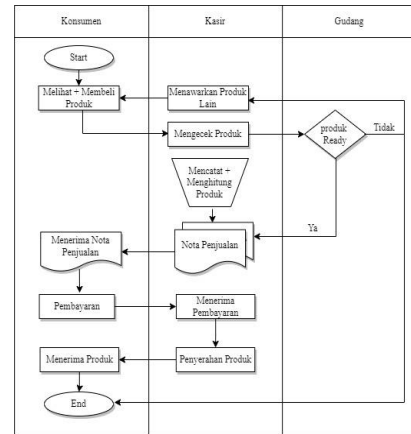 Konsumen
Kasir
Gudang
Start
Melihat + Membeli
Produk
Menawarkan Produk
Lain
Mengecek Produk
produk
Ready
Tidak
Mencatat +
Menghitung
Produk
Ya
Menerima Nota
Penjualan
Nota Penjualan
Pembayaran
Menerima
Pembayaran
Menerima Produk
Penyerahan Produk
End